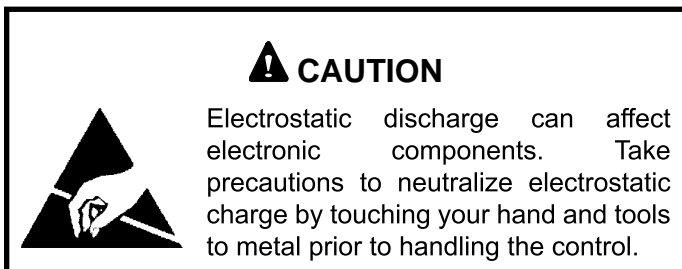 CAUTION
Electrostatic discharge can affect
electronic components. Take
precautions to neutralize electrostatic
charge by touching your hand and tools
to metal prior to handling the control.